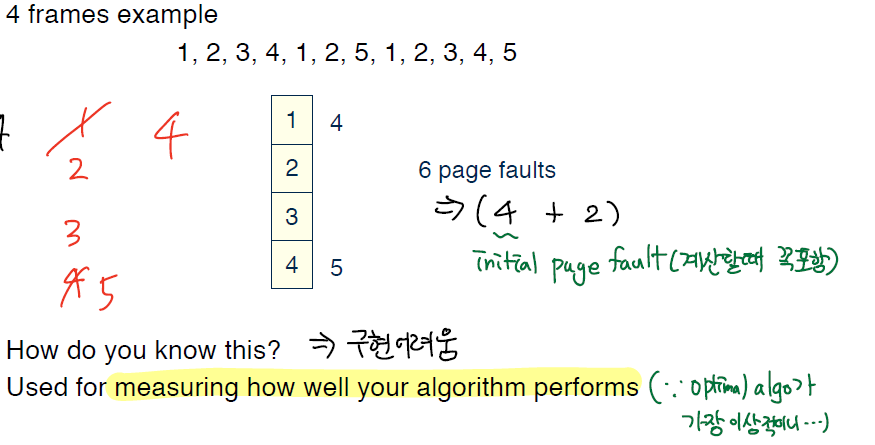 4 frames example
1, 2, 3, 4, 1, 2, 5, 1, 2, 3, 4, 5
1 4
1 4
2
2
6 page faults
⇒ (4 + 2)
3
3
initial page fault (계산할때 꼭포함)
4 5
4 5
How do you know this? ⇒ 구현어려움
Used for measuring how well your algorithm performs (∵ optimal algo가
가장이상적이니…)